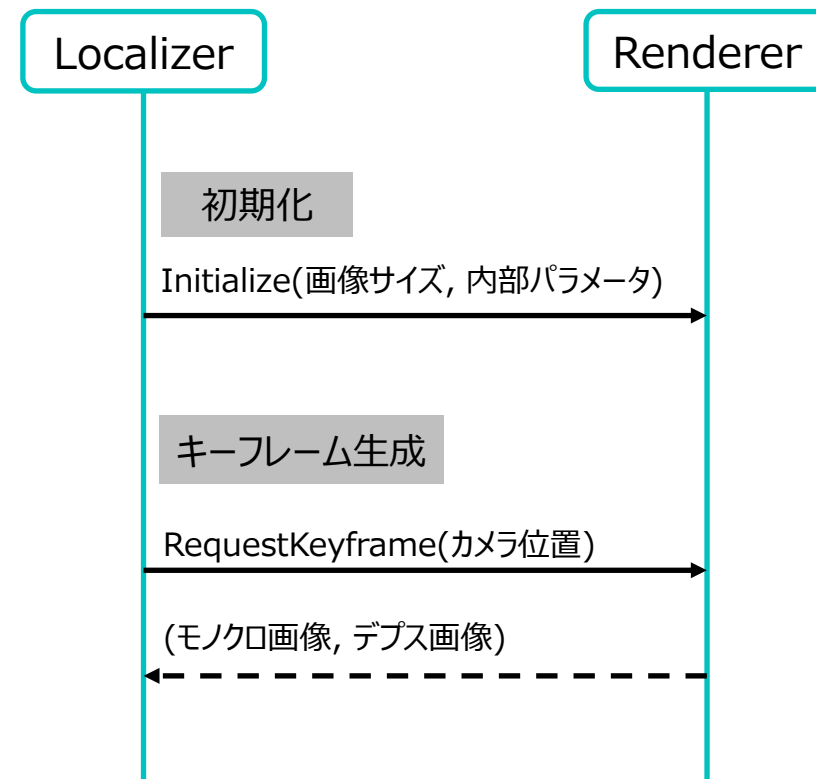 Localizer
Renderer
初期化
Initialize(画像サイズ, 内部パラメータ)
キーフレーム生成
RequestKeyframe(カメラ位置)
(モノクロ画像, デプス画像)